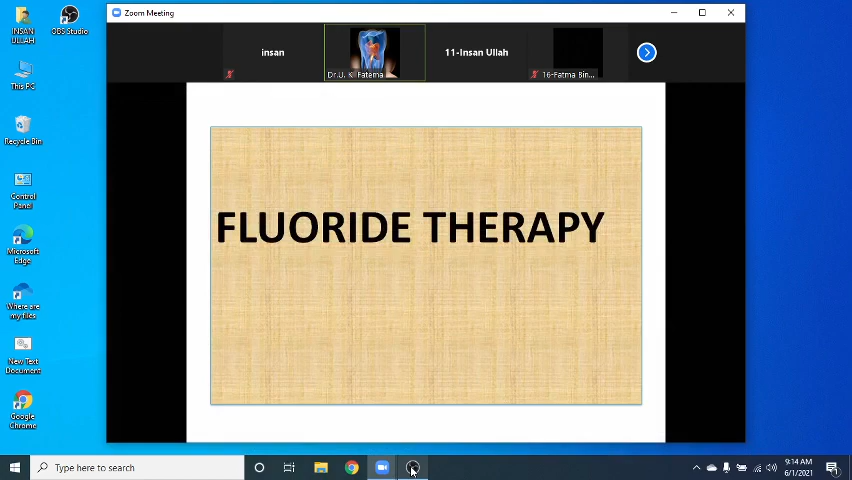 INSAN
ULLAH
OBS Studio
This PG
Recycle Bin
Control
Panel
Microsoft
Edge
Where are
my files
New Text
Document
Google
Chrome
Zoom Meeting
insan
Dr.U. K. Fatema
11-Insan Ullah
16-Fatma Bin...
FLUORIDE THERAPY
Type here to search
9:14 AM
6/1/2021